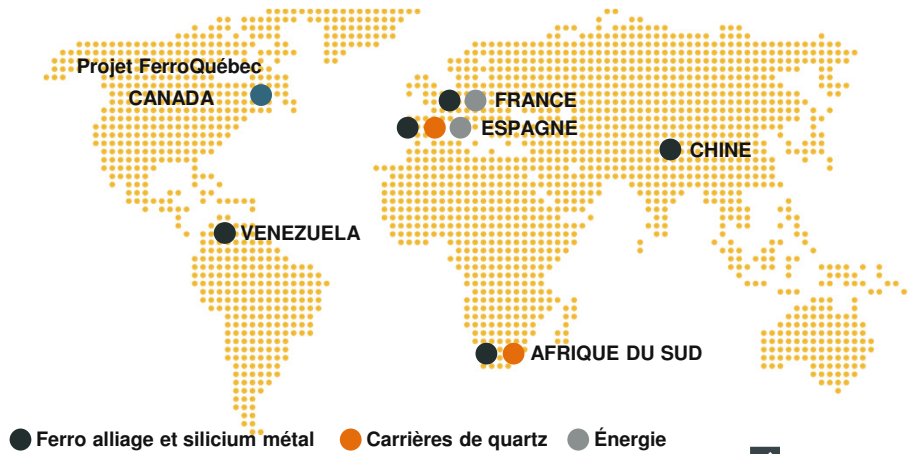 Projet FerroQuébec
CANADA
FRANCE
ESPAGNE
CHINE
VENEZUELA
AFRIQUE DU SUD
Ferro alliage et silicium métal
Carrières de quartz
Énergie